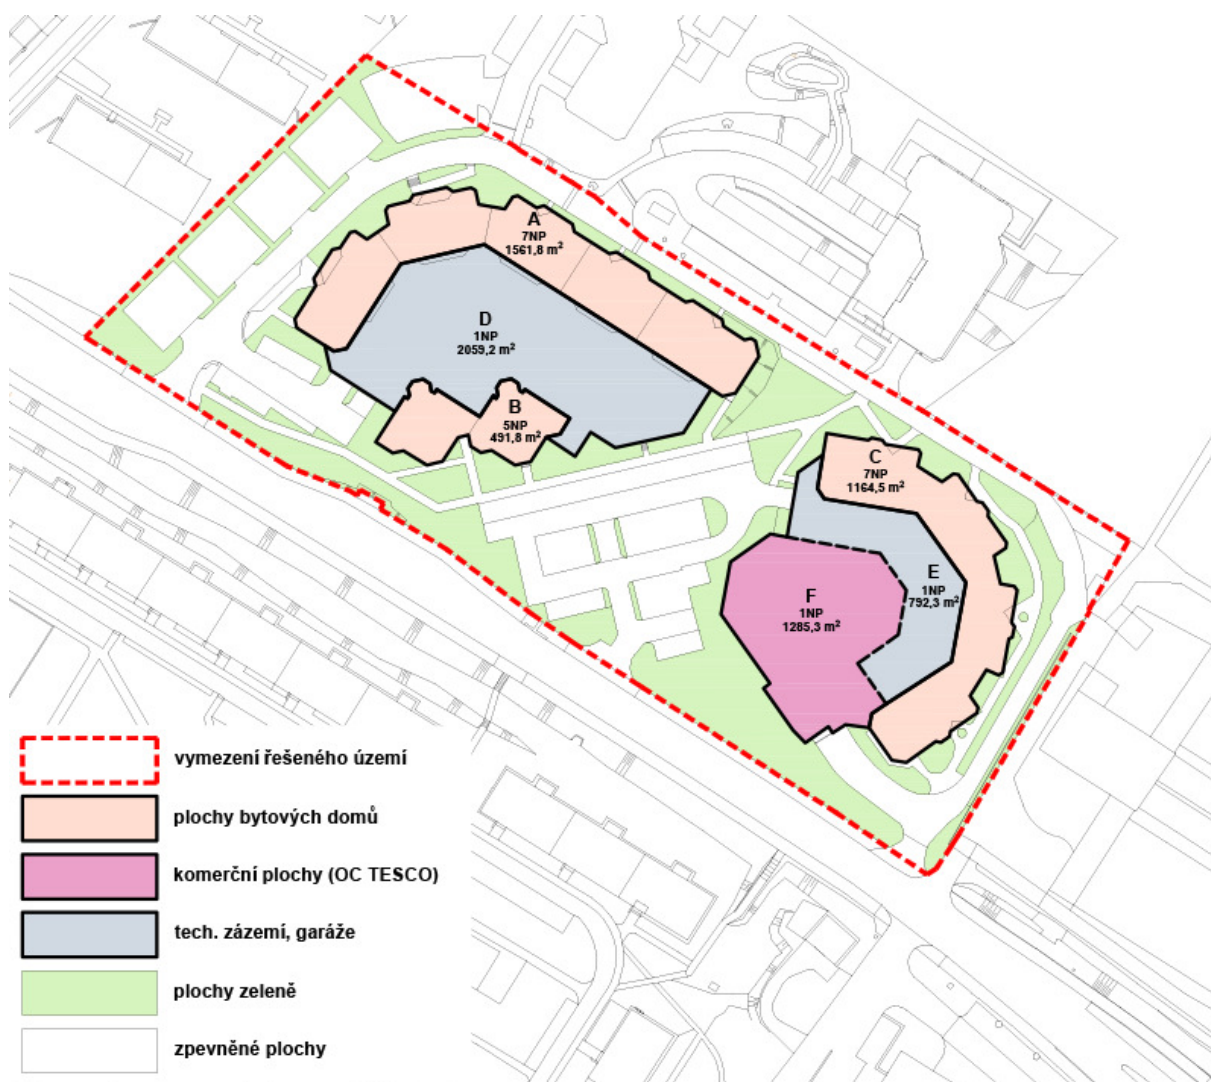 A
7NP
1561,8 m²
D
1NP
2059,2 m²
B
5NP
491,8 m²
C
7NP
1164,5 m²
E
1NP
792,3 m²
F
1NP
1285,3 m²
vymezení řešeného území
plochy bytových domů
komerční plochy (OC TESCO)
tech. zázemí, garáže
plochy zeleně
zpevněné plochy